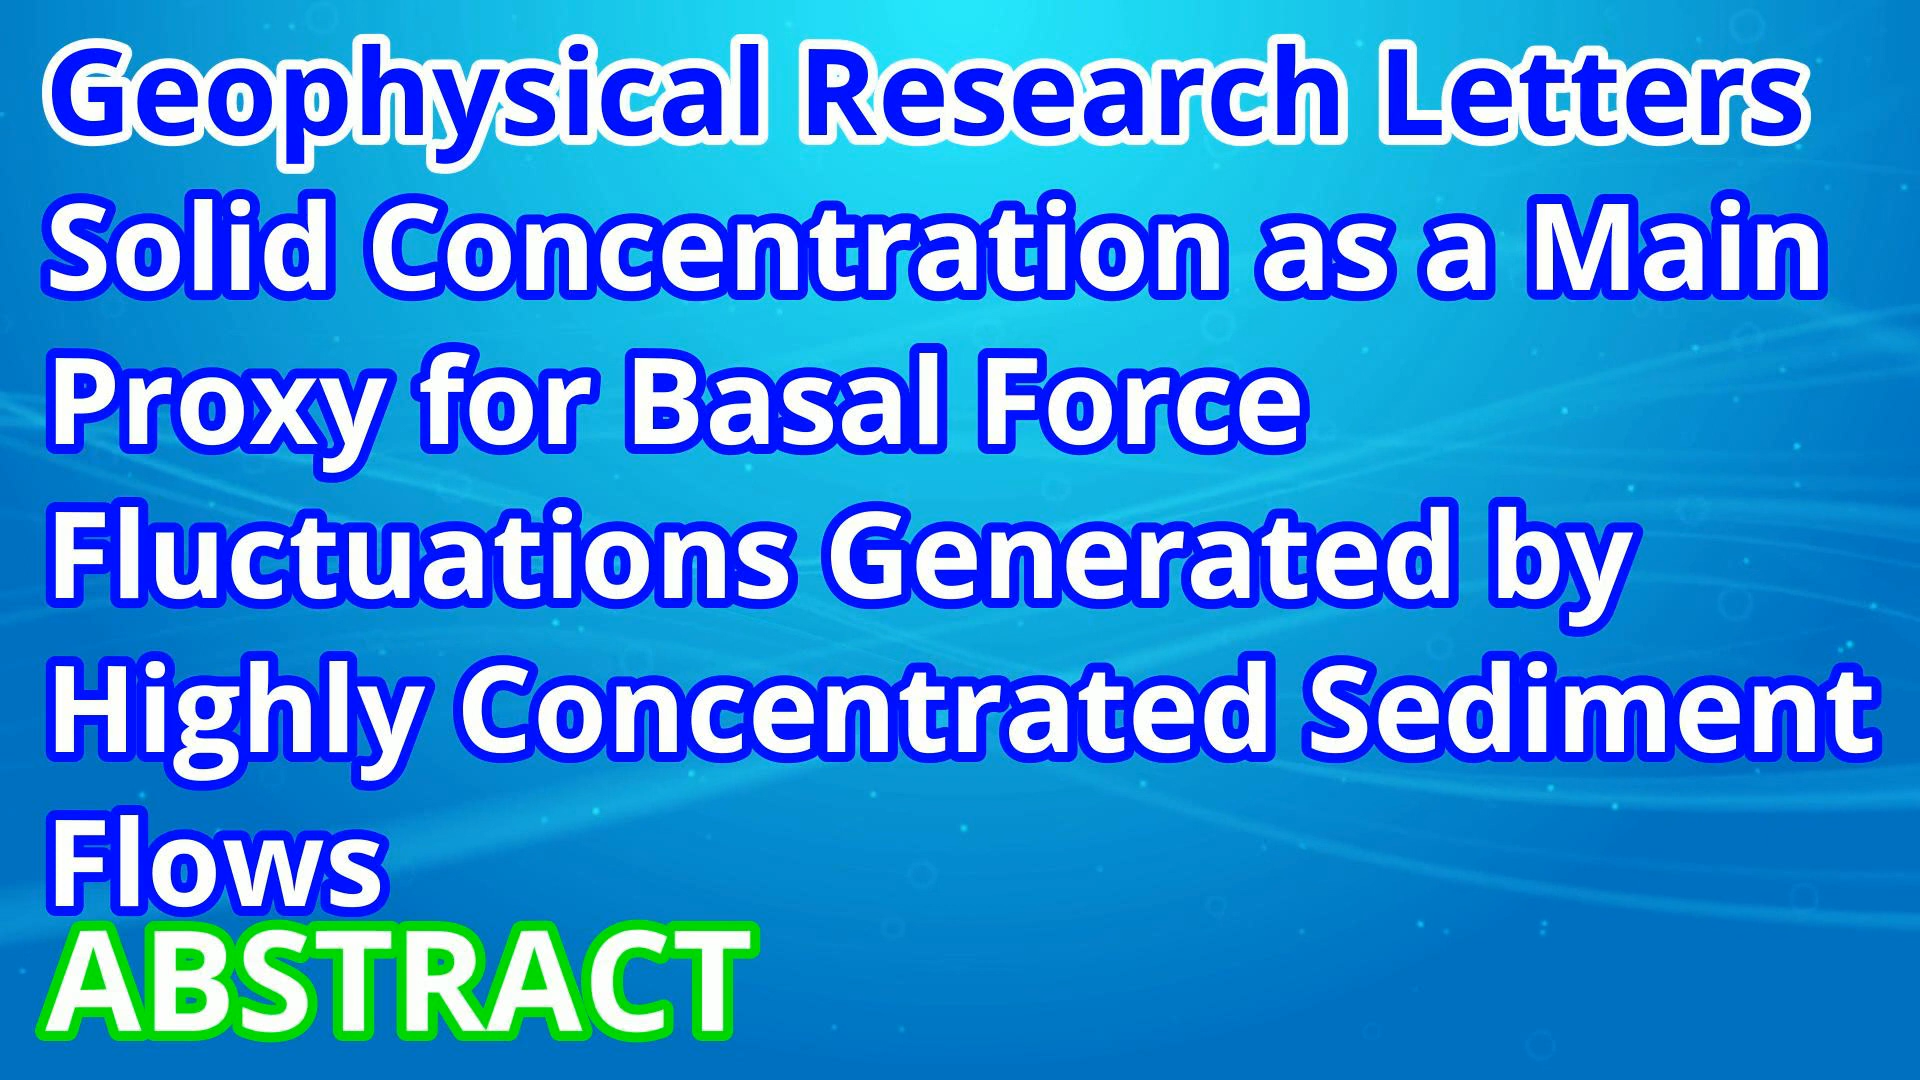 Geophysical Research Letters
Solid Concentration as a Main
Proxy for Basal Force
Fluctuations Generated by
Highly Concentrated Sediment
Flows
ABSTRACT